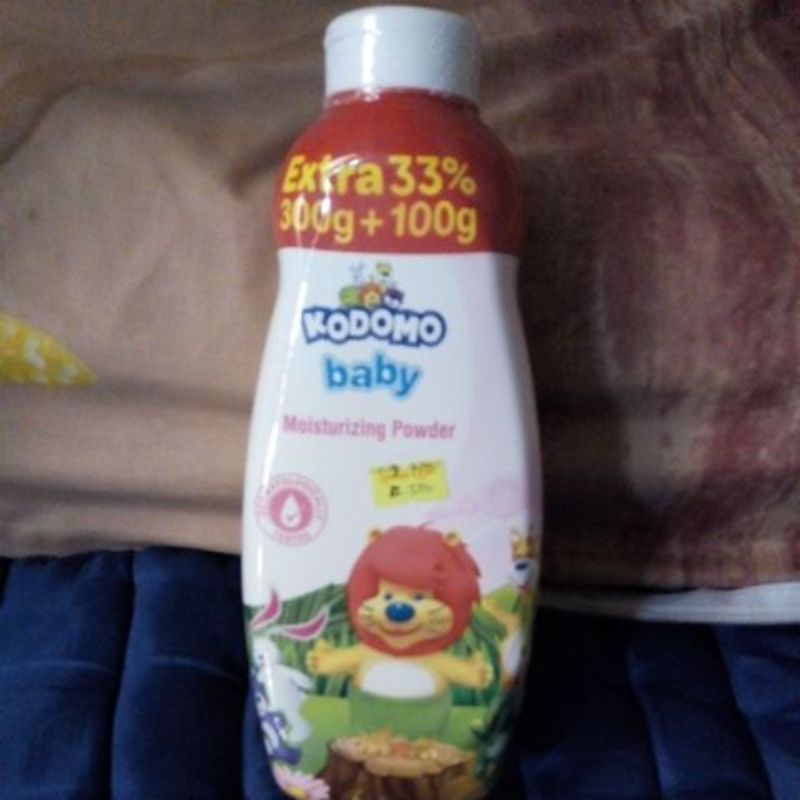 Extra 33%
300g + 100g
KODOMO
baby
Moisturizing Powder